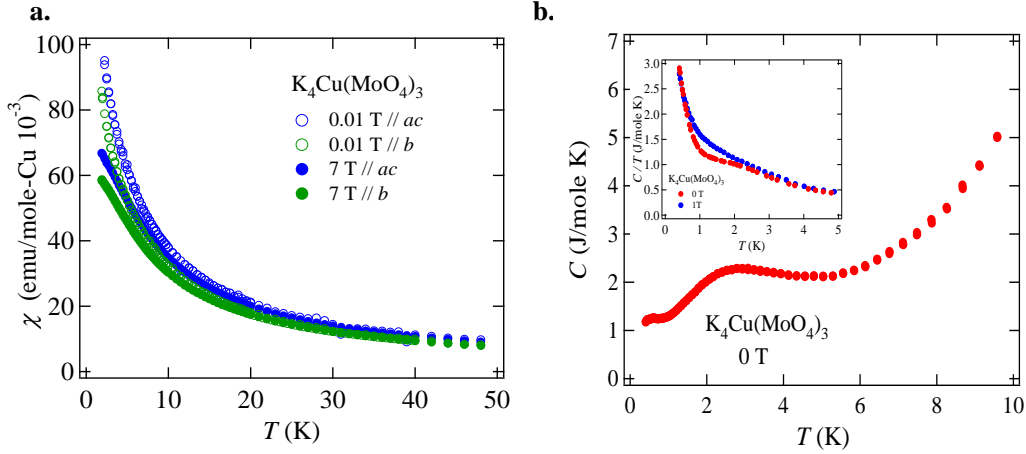 a.
100
80
60
40
20
0
χ (emu/mole-Cu 10⁻³)
K₄Cu(MoO₄)₃
0.01 T // ac
0.01 T // b
7 T // ac
7 T // b
0 10 20 30 40 50
T (K)
b.
7
6
5
4
3
2
1
0
C (J/mole K)
3.0
2.5
2.0
1.5
1.0
0.5
0.0
C / T (J/mole K)
K₄Cu(MoO₄)₃
0 T
1T
0 1 2 3 4 5
T (K)
K₄Cu(MoO₄)₃
0 T
0 2 4 6 8 10
T (K)